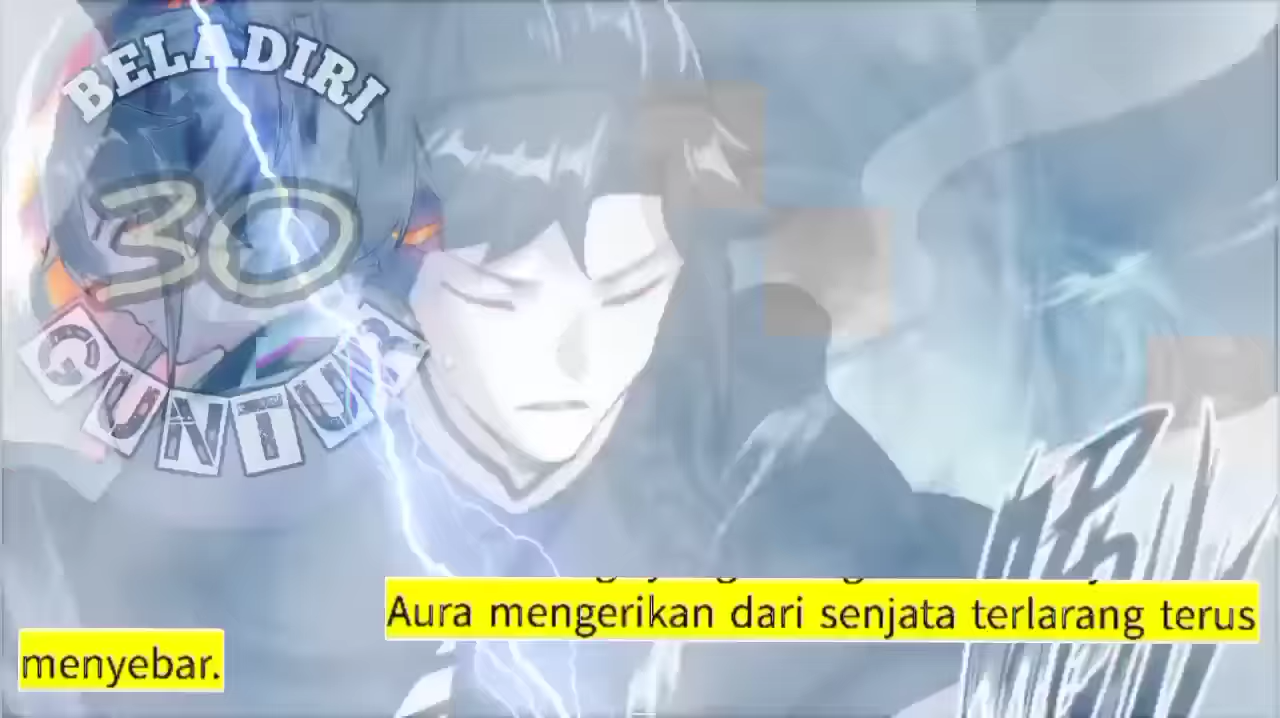 BELADIRI
30
GUNTUR
Aura mengerikan dari senjata terlarang terus
menyebar.